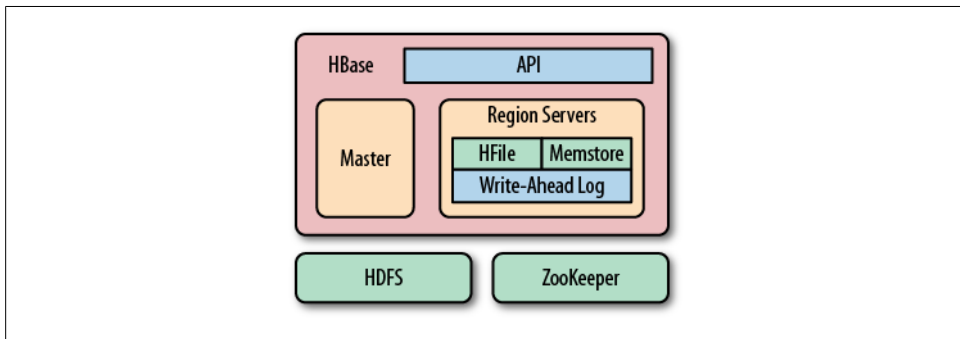 HBase API
Master
Region Servers
HFile Memstore
Write-Ahead Log
HDFS ZooKeeper